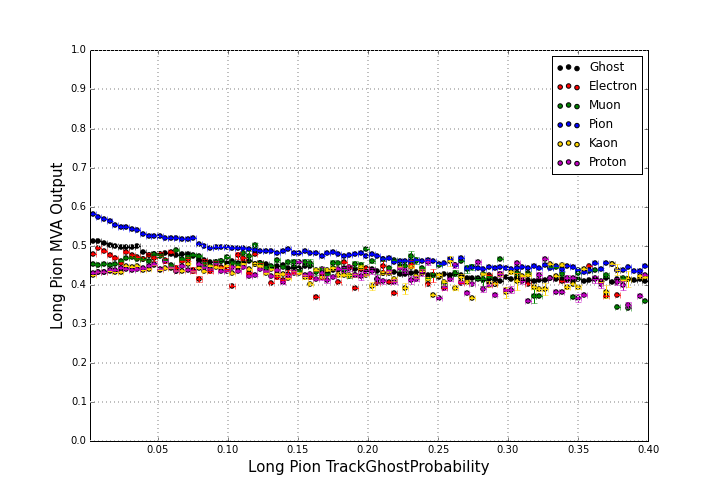 1.0
0.9
0.8
0.7
0.6
0.5
0.4
0.3
0.2
0.1
0.0
0.05 0.10 0.15 0.20 0.25 0.30 0.35 0.40
Long Pion MVA Output
Long Pion TrackGhostProbability
Ghost
Electron
Muon
Pion
Kaon
Proton